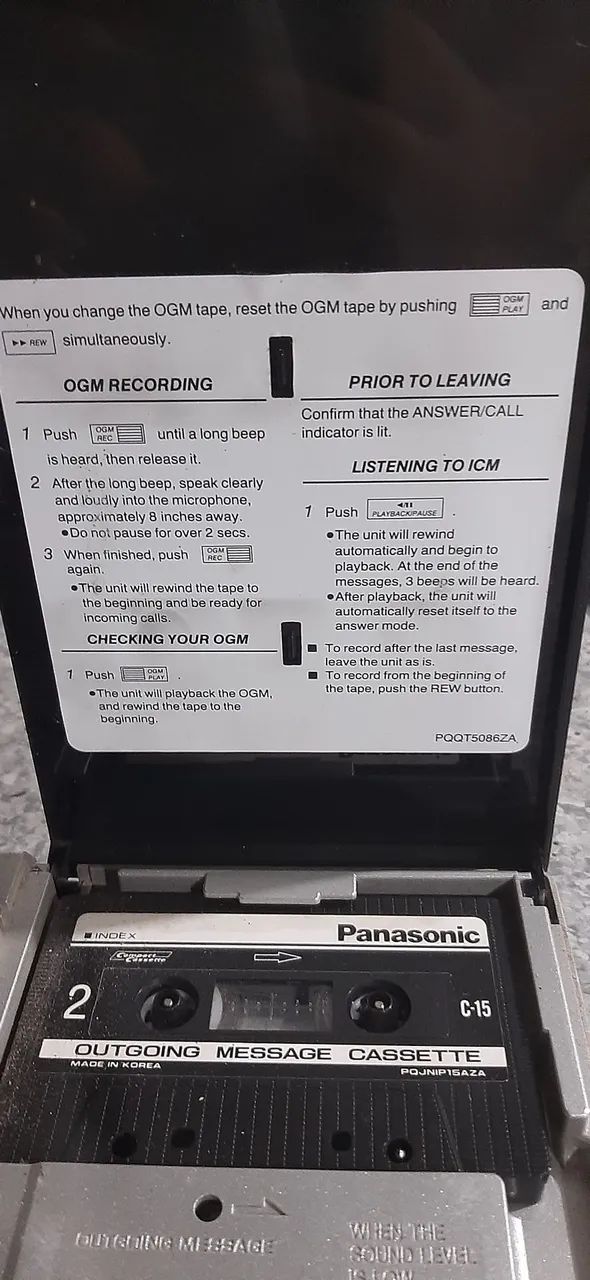 When you change the OGM tape, reset the OGM tape by pushing OGM PLAY and
►► REW simultaneously.
OGM RECORDING
1 Push OGM REC until a long beep
is heard, then release it.
2 After the long beep, speak clearly
and loudly into the microphone,
approximately 8 inches away.
●Do not pause for over 2 secs.
3 When finished, push OGM REC
again.
●The unit will rewind the tape to
the beginning and be ready for
incoming calls.
CHECKING YOUR OGM
1 Push OGM PLAY .
●The unit will playback the OGM,
and rewind the tape to the
beginning.
PRIOR TO LEAVING
Confirm that the ANSWER/CALL
indicator is lit.
LISTENING TO ICM
1 Push PLAYBACK/PAUSE .
●The unit will rewind
automatically and begin to
playback. At the end of the
messages, 3 beeps will be heard.
●After playback, the unit will
automatically reset itself to the
answer mode.
■ To record after the last message,
leave the unit as is.
■ To record from the beginning of
the tape, push the REW button.
PQQT5086ZA
■ INDEX
Panasonic
Compact
Cassette
2
C-15
OUTGOING MESSAGE CASSETTE
MADE IN KOREA
PQJNIP15AZA
OUTGOING MESSAGE
WHEN THE
SOUND LEVEL
IS LOW